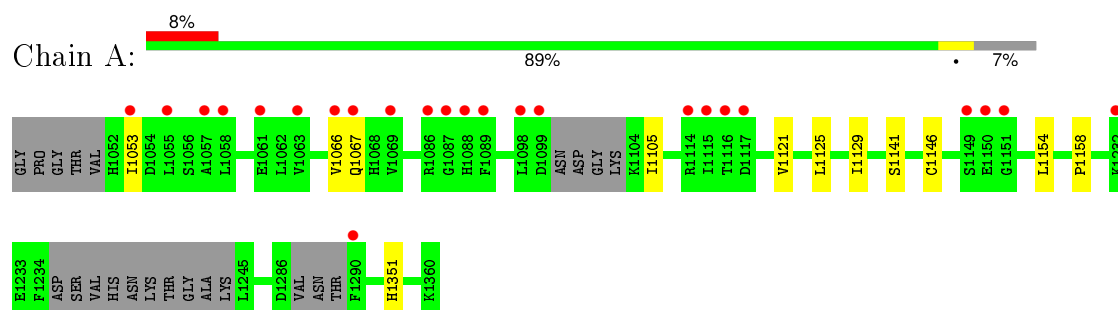 8%
Chain A:
89%
•
7%
GLY PRO GLY THR VAL H1052 I1053 D1054 L1055 S1056 A1057 L1058 E1061 L1062 V1063 V1066 Q1067 H1068 V1069 R1086 G1087 H1088 F1089 L1098 D1099 ASN ASP GLY LYS K1104 I1105 R1114 I1115 T1116 D1117 V1121 L1125 I1129 S1141 C1146 S1149 E1150 G1151 L1154 P1158 K1232
E1233 F1234 ASP SER VAL HIS ASN LYS THR GLY ALA LYS L1245 D1286 VAL ASN THR F1290 H1351 K1360